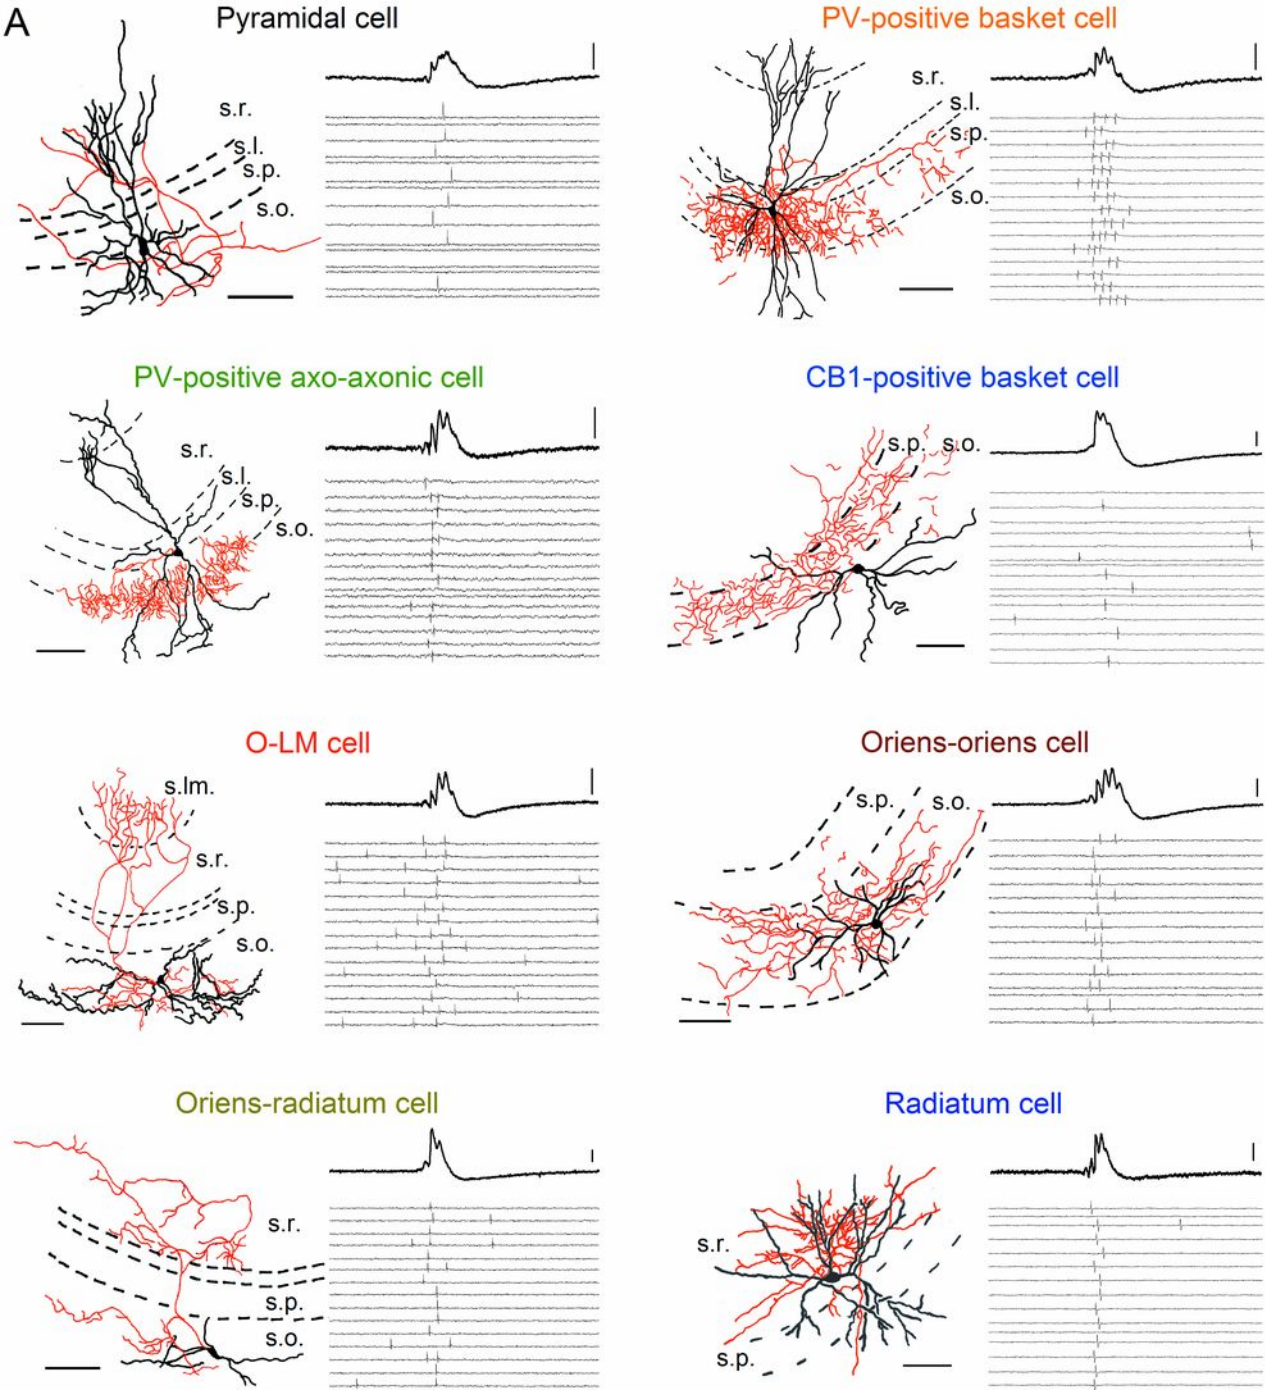 A
Pyramidal cell
s.r.
s.l.
s.p.
s.o.
PV-positive basket cell
s.r.
s.l.
s.p.
s.o.
PV-positive axo-axonic cell
s.r.
s.l.
s.p.
s.o.
CB1-positive basket cell
s.p. s.o.
O-LM cell
s.lm.
s.r.
s.p.
s.o.
Oriens-oriens cell
s.p. s.o.
Oriens-radiatum cell
s.r.
s.p.
s.o.
Radiatum cell
s.r.
s.p.